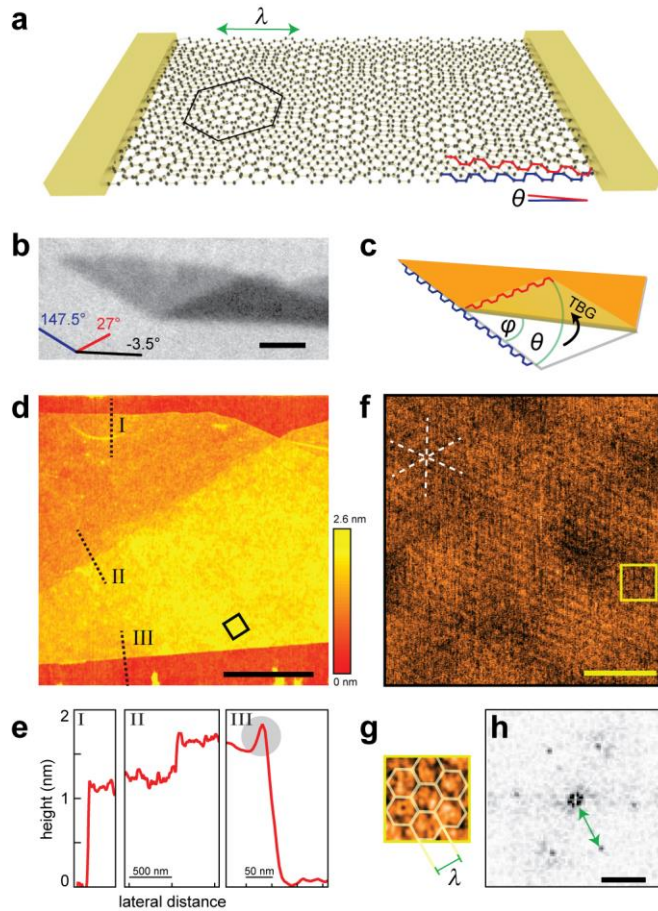 a
λ
θ
b
147.5°
27°
-3.5°
c
TBG
φ
θ
d
I
II
III
2.6 nm
0 nm
f
e
I
II
III
2
1
0
height (nm)
500 nm
50 nm
lateral distance
g
λ
h